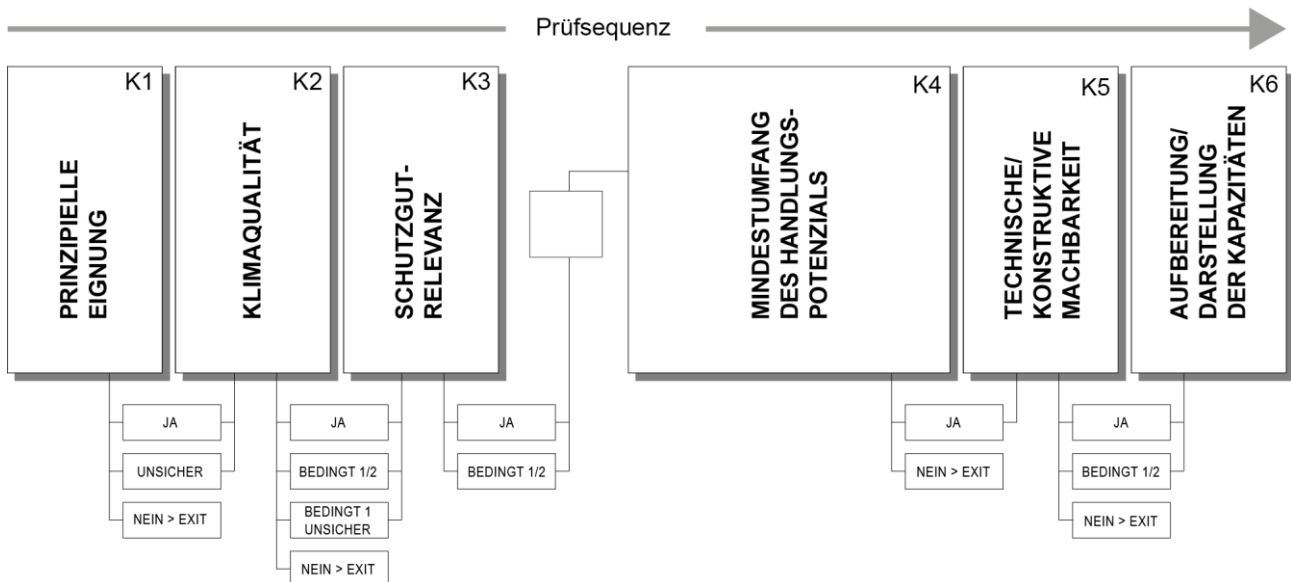 Prüfsequenz
K1
PRINZIPIELLE
EIGNUNG
K2
KLIMAQUALITÄT
K3
SCHUTZGUT-
RELEVANZ
K4
MINDESTUMFANG
DES HANDLUNGS-
POTENZIALS
K5
TECHNISCHE/
KONSTRUKTIVE
MACHBARKEIT
K6
AUFBEREITUNG/
DARSTELLUNG
DER KAPAZITÄTEN
JA
UNSICHER
NEIN > EXIT
JA
BEDINGT 1/2
BEDINGT 1
UNSICHER
NEIN > EXIT
JA
BEDINGT 1/2
JA
NEIN > EXIT
JA
BEDINGT 1/2
NEIN > EXIT